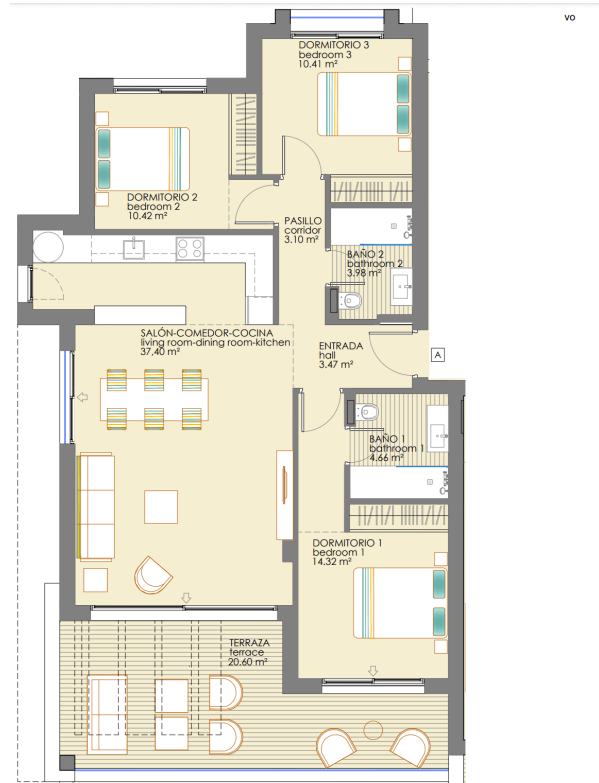 vo
DORMITORIO 3
bedroom 3
10.41 m²
DORMITORIO 2
bedroom 2
10.42 m²
PASILLO
corridor
3.10 m²
BAÑO 2
bathroom 2
3.98 m²
SALÓN-COMEDOR-COCINA
living room-dining room-kitchen
37.40 m²
ENTRADA
hall
3.47 m²
A
BAÑO 1
bathroom 1
4.66 m²
DORMITORIO 1
bedroom 1
14.32 m²
TERRAZA
terrace
20.60 m²